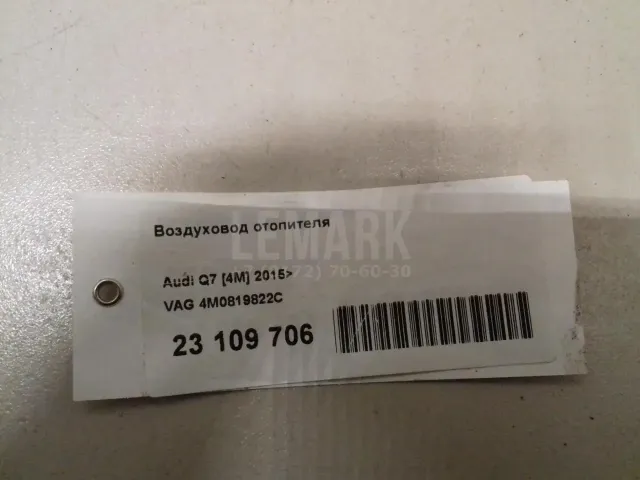 Воздуховод отопителя
LEMARK
72) 70-60-30
Audi Q7 [4M] 2015>
VAG 4M0819822C
23 109 706